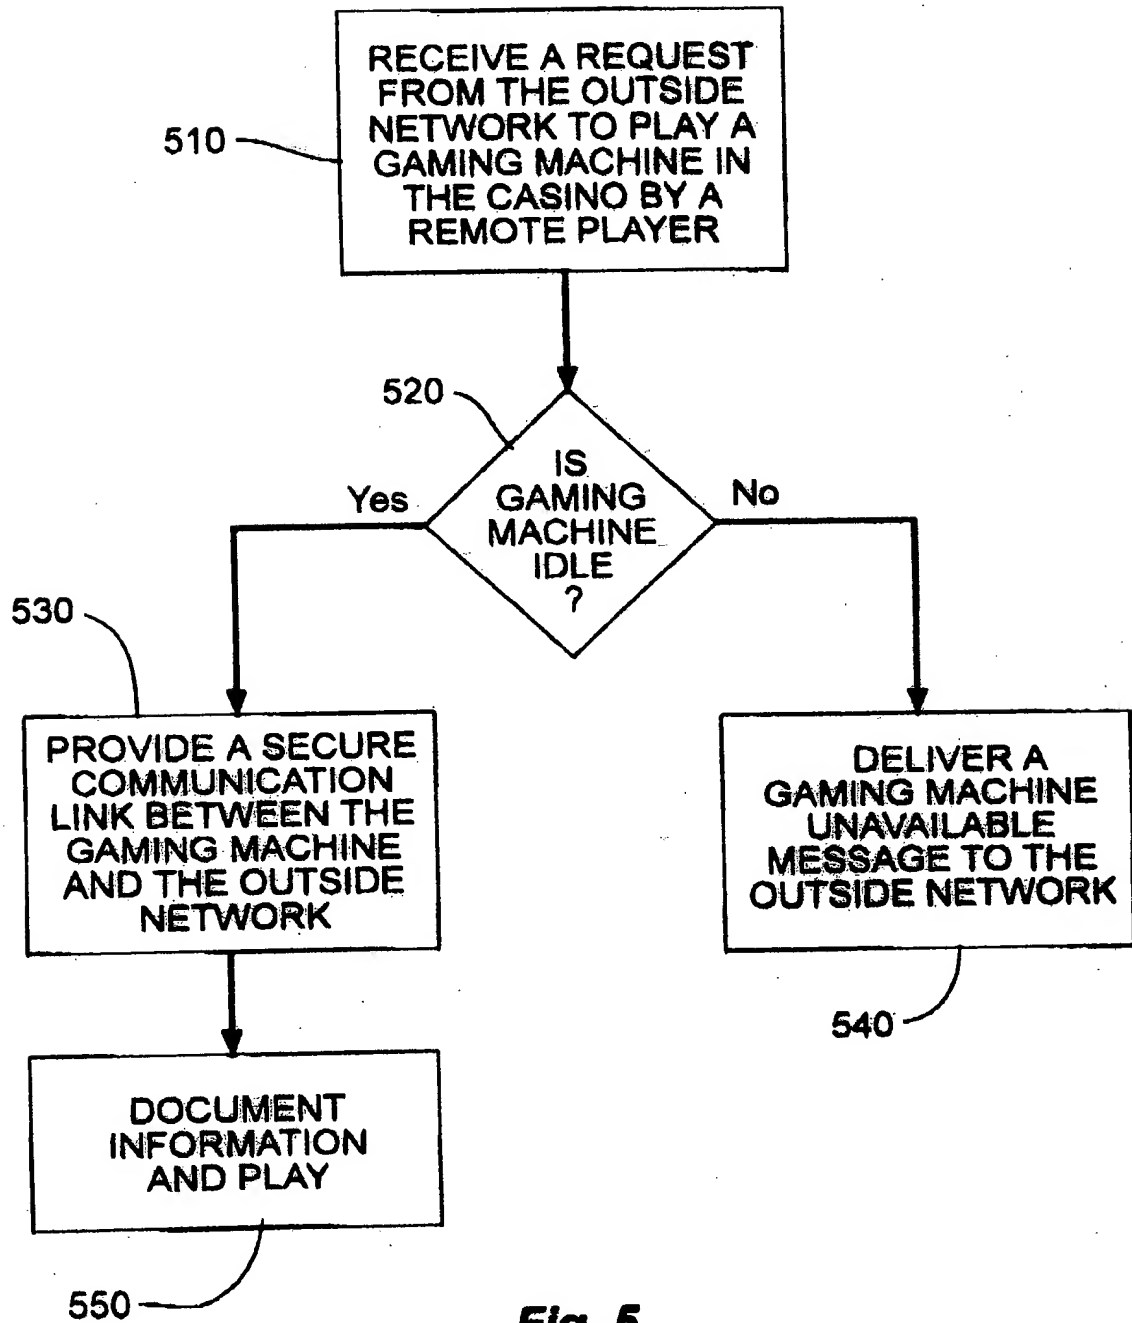 RECEIVE A REQUEST
FROM THE OUTSIDE
NETWORK TO PLAY A
GAMING MACHINE IN
THE CASINO BY A
REMOTE PLAYER
510
520
IS
GAMING
MACHINE
IDLE
?
Yes
No
530
PROVIDE A SECURE
COMMUNICATION
LINK BETWEEN THE
GAMING MACHINE
AND THE OUTSIDE
NETWORK
DELIVER A
GAMING MACHINE
UNAVAILABLE
MESSAGE TO THE
OUTSIDE NETWORK
540
DOCUMENT
INFORMATION
AND PLAY
550
Fig. 5